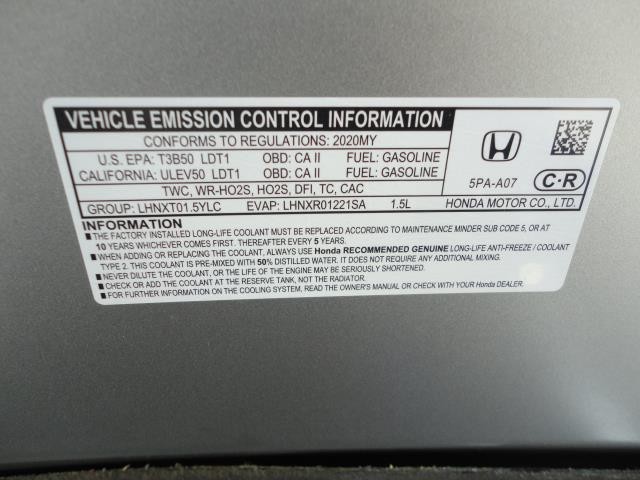 VEHICLE EMISSION CONTROL INFORMATION
CONFORMS TO REGULATIONS: 2020MY
U.S. EPA: T3B50 LDT1 OBD: CA II FUEL: GASOLINE
CALIFORNIA: ULEV50 LDT1 OBD: CA II FUEL: GASOLINE
TWC, WR-HO2S, HO2S, DFI, TC, CAC
GROUP: LHNXT01.5YLC EVAP: LHNXR01221SA 1.5L
5PA-A07 C·R
HONDA MOTOR CO., LTD.
INFORMATION
■ THE FACTORY INSTALLED LONG-LIFE COOLANT MUST BE REPLACED ACCORDING TO MAINTENANCE MINDER SUB CODE 5, OR AT
10 YEARS WHICHEVER COMES FIRST. THEREAFTER EVERY 5 YEARS.
■ WHEN ADDING OR REPLACING THE COOLANT, ALWAYS USE Honda RECOMMENDED GENUINE LONG-LIFE ANTI-FREEZE / COOLANT
TYPE 2. THIS COOLANT IS PRE-MIXED WITH 50% DISTILLED WATER. IT DOES NOT REQUIRE ANY ADDITIONAL MIXING.
■ NEVER DILUTE THE COOLANT, OR THE LIFE OF THE ENGINE MAY BE SERIOUSLY SHORTENED.
■ CHECK OR ADD THE COOLANT AT THE RESERVE TANK, NOT THE RADIATOR.
■ FOR FURTHER INFORMATION ON THE COOLING SYSTEM, READ THE OWNER'S MANUAL OR CHECK WITH YOUR Honda DEALER.